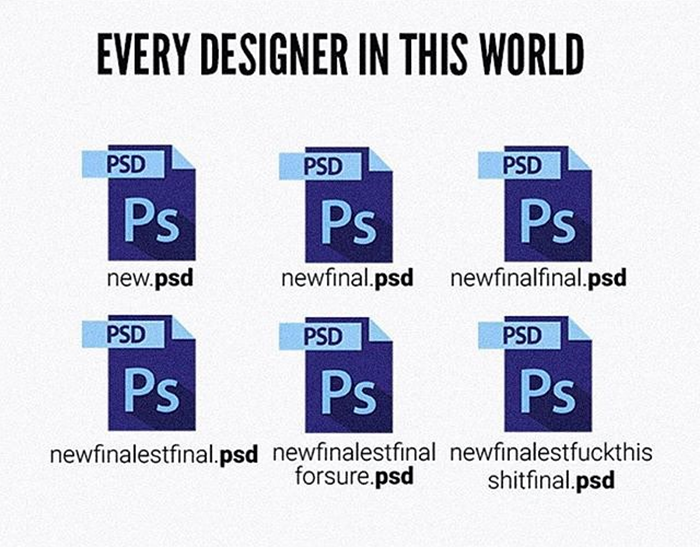 EVERY DESIGNER IN THIS WORLD
PSD PSD PSD
Ps Ps Ps
new.psd newfinal.psd newfinalfinal.psd
PSD PSD PSD
Ps Ps Ps
newfinalestfinal.psd newfinalestfinal newfinalestfuckthis
forsure.psd shitfinal.psd